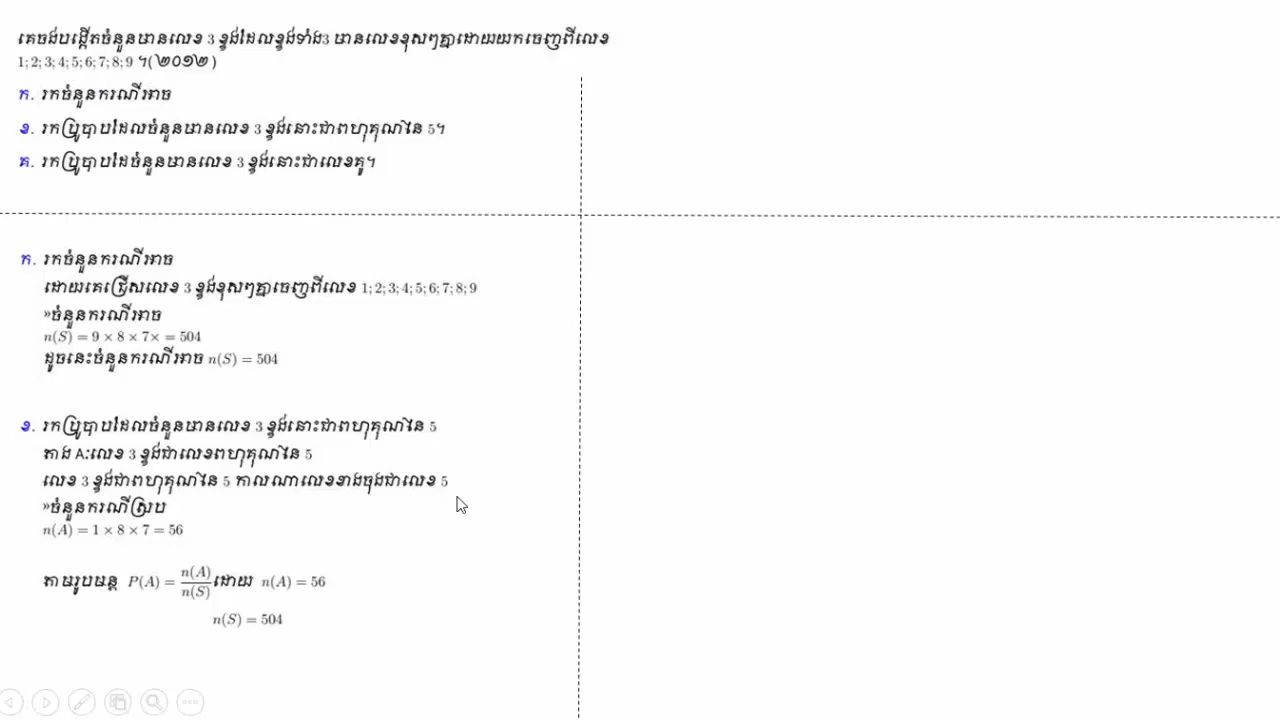 គេចង់បង្កើតចំនួនមានលេខ 3 ខ្ទង់ដែលខ្ទង់ទាំង3 មានលេខខុសៗគ្នាដោយយកចេញពីលេខ
1; 2; 3; 4; 5; 6; 7; 8; 9 ។(២០១២)
ក. រកចំនួនករណីអាច
ខ. រកប្រូបាបដែលចំនួនមានលេខ 3 ខ្ទង់នោះជាពហុគុណនៃ 5។
គ. រកប្រូបាបដែចំនួនមានលេខ 3 ខ្ទង់នោះជាលេខគូ។
ក. រកចំនួនករណីអាច
ដោយគេជ្រើសលេខ 3 ខ្ទង់ខុសៗគ្នាចេញពីលេខ 1; 2; 3; 4; 5; 6; 7; 8; 9
»ចំនួនករណីអាច
n(S) = 9 × 8 × 7× = 504
ដូចនេះចំនួនករណីអាច n(S) = 504
ខ. រកប្រូបាបដែលចំនួនមានលេខ 3 ខ្ទង់នោះជាពហុគុណនៃ 5
តាង A:លេខ 3 ខ្ទង់ជាលេខពហុគុណនៃ 5
លេខ 3 ខ្ទង់ជាពហុគុណនៃ 5 កាលណាលេខខាងចុងជាលេខ 5
»ចំនួនករណីស្រប
n(A) = 1 × 8 × 7 = 56
តាមរូបមន្ត P(A) = n(A)/n(S) ដោយ n(A) = 56
n(S) = 504